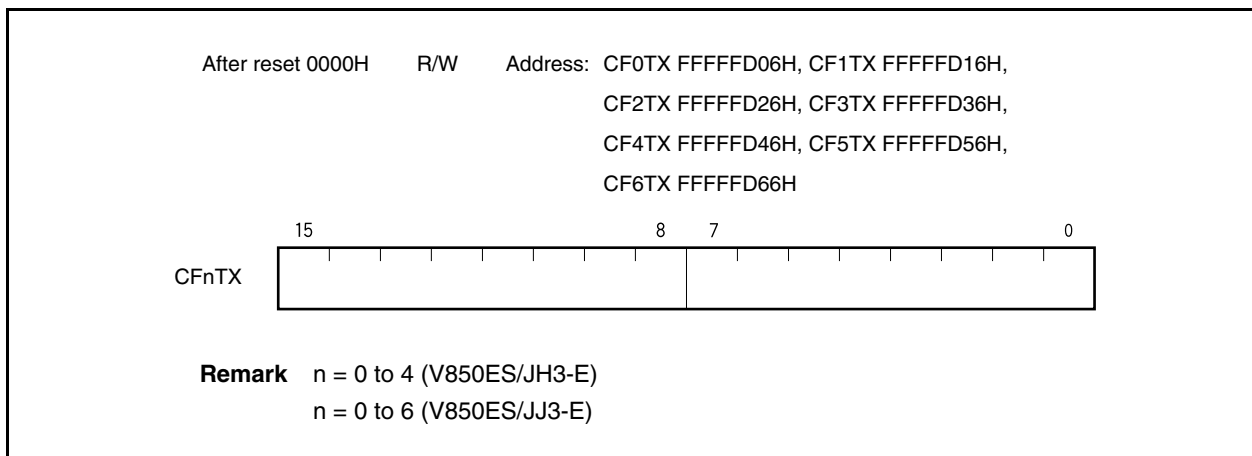 After reset 0000H R/W Address: CF0TX FFFFFD06H, CF1TX FFFFFD16H,
CF2TX FFFFFD26H, CF3TX FFFFFD36H,
CF4TX FFFFFD46H, CF5TX FFFFFD56H,
CF6TX FFFFFD66H
15 8 7 0
CFnTX
Remark n = 0 to 4 (V850ES/JH3-E)
n = 0 to 6 (V850ES/JJ3-E)